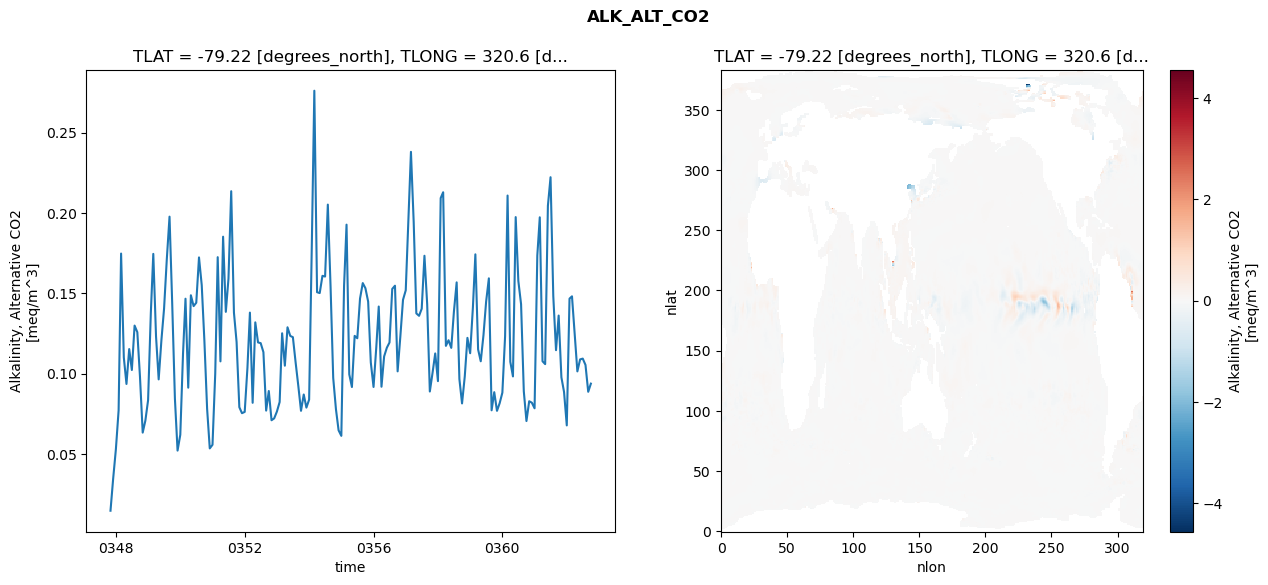 ALK_ALT_CO2
TLAT = -79.22 [degrees_north], TLONG = 320.6 [d...
0.25
0.20
0.15
0.10
0.05
Alkalinity, Alternative CO2
[meq/m^3]
0348
0352
0356
0360
time
TLAT = -79.22 [degrees_north], TLONG = 320.6 [d...
350
300
250
200
150
100
50
0
nlat
0
50
100
150
200
250
300
nlon
4
2
0
−2
−4
Alkalinity, Alternative CO2
[meq/m^3]